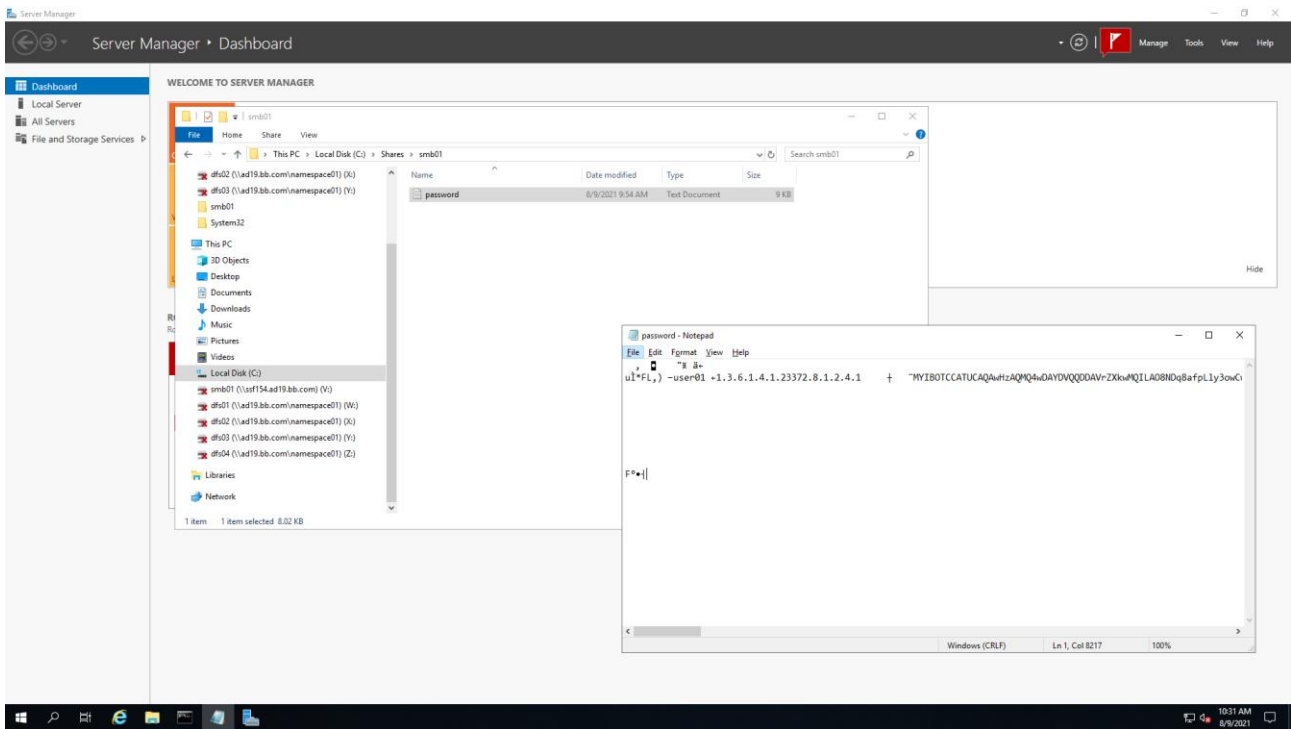 Server Manager
Server Manager ‣ Dashboard
Manage Tools View Help
Dashboard
Local Server
All Servers
File and Storage Services
WELCOME TO SERVER MANAGER
smb01
File Home Share View
This PC > Local Disk (C:) > Shares > smb01
Search smb01
Name Date modified Type Size
password 8/9/2021 9:54 AM Text Document 9 KB
dfs02 (\\ad19.bb.com\namespace01) (X:)
dfs03 (\\ad19.bb.com\namespace01) (Y:)
smb01
System32
This PC
3D Objects
Desktop
Documents
Downloads
Music
Pictures
Videos
Local Disk (C:)
smb01 (\\ssf154.ad19.bb.com) (V:)
dfs01 (\\ad19.bb.com\namespace01) (W:)
dfs02 (\\ad19.bb.com\namespace01) (X:)
dfs03 (\\ad19.bb.com\namespace01) (Y:)
dfs04 (\\ad19.bb.com\namespace01) (Z:)
Libraries
Network
1 item 1 item selected 8.02 KB
Hide
password - Notepad
File Edit Format View Help
-user01 +1.3.6.1.4.1.23372.8.1.2.4.1
Windows (CRLF) Ln 1, Col 8217 100%
10:31 AM
8/9/2021